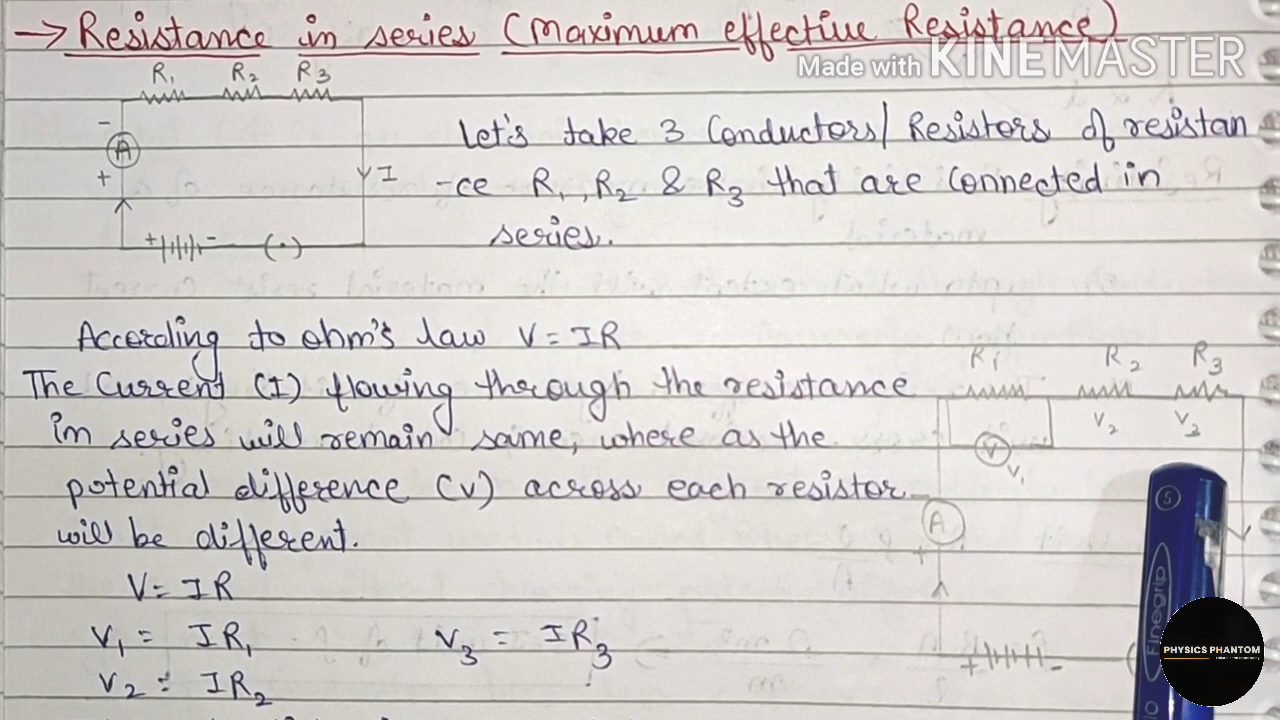 → Resistance in series (Maximum effective Resistance)
Made with KINEMASTER
R1 R2 R3
-
A
+
I
+ -
(•)
Let's take 3 Conductors/ Resistors of resistan
-ce R1, R2 & R3 that are connected in
series.
According to ohm's law V = IR
The Current (I) flowing through the resistance
in series will remain same, where as the
potential difference (V) across each resistor
will be different.
V = IR
V1 = IR1
V3 = IR3
V2 = IR2
R1 R2 R3
V V1 V2 V3
A
+
+ -
S
Finegrip
PHYSICS PHANTOM